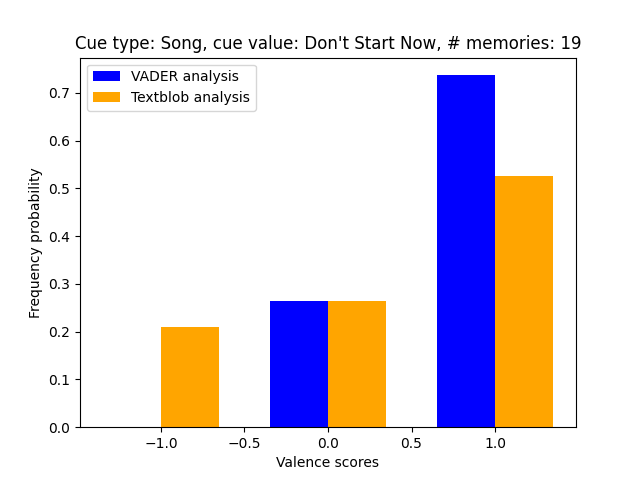 Cue type: Song, cue value: Don't Start Now, # memories: 19
VADER analysis
Textblob analysis
Frequency probability
0.7
0.6
0.5
0.4
0.3
0.2
0.1
0.0
−1.0
−0.5
0.0
0.5
1.0
Valence scores